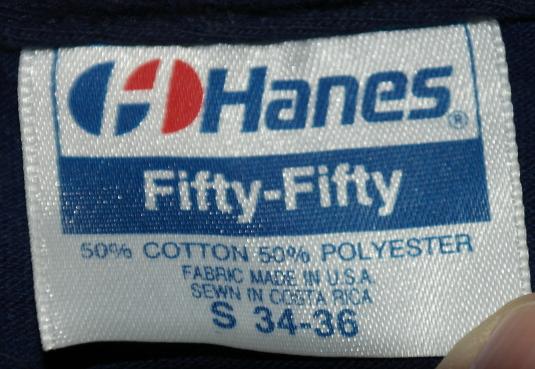 Hanes®
Fifty-Fifty
50% COTTON 50% POLYESTER
FABRIC MADE IN U.S.A.
SEWN IN COSTA RICA
S 34-36